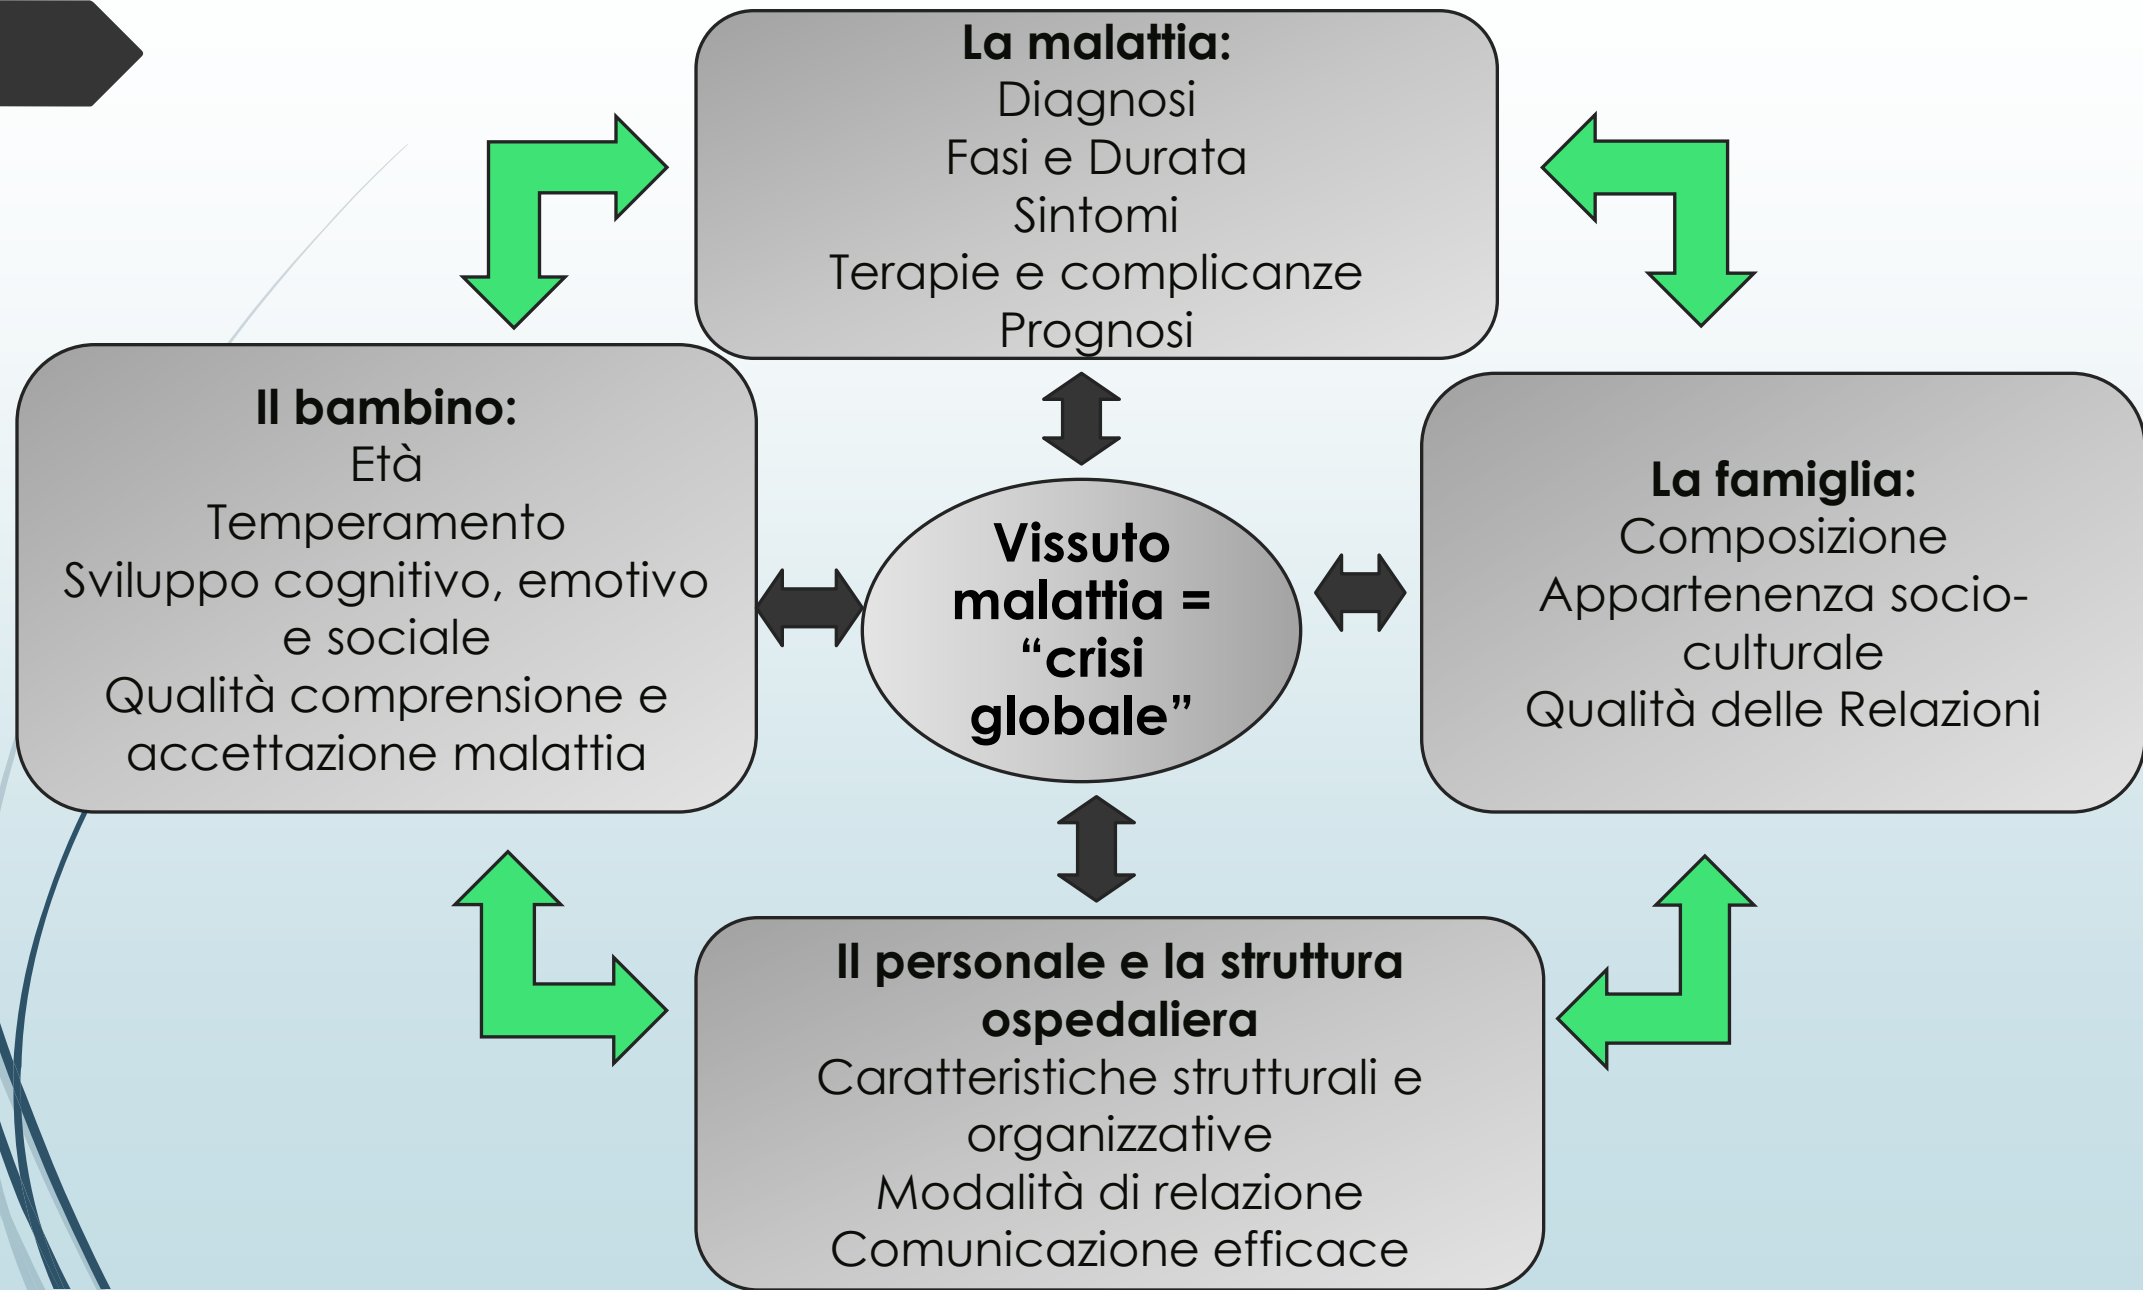 La malattia:
Diagnosi
Fasi e Durata
Sintomi
Terapie e complicanze
Prognosi
Il bambino:
Età
Temperamento
Sviluppo cognitivo, emotivo
e sociale
Qualità comprensione e
accettazione malattia
Vissuto
malattia =
“crisi
globale”
La famiglia:
Composizione
Appartenenza socio-
culturale
Qualità delle Relazioni
Il personale e la struttura
ospedaliera
Caratteristiche strutturali e
organizzative
Modalità di relazione
Comunicazione efficace